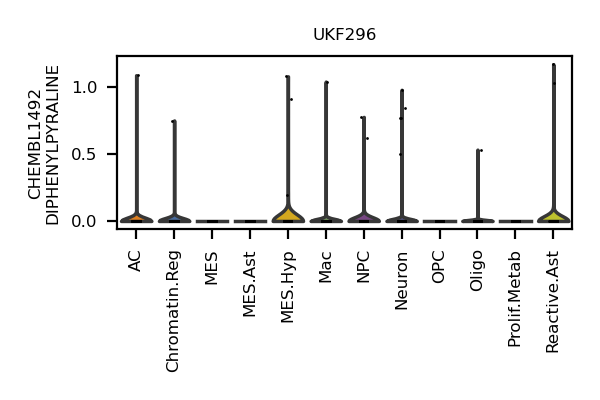 UKF296
CHEMBL1492
DIPHENYLPYRALINE
1.0
0.5
0.0
AC
Chromatin.Reg
MES
MES.Ast
MES.Hyp
Mac
NPC
Neuron
OPC
Oligo
Prolif.Metab
Reactive.Ast